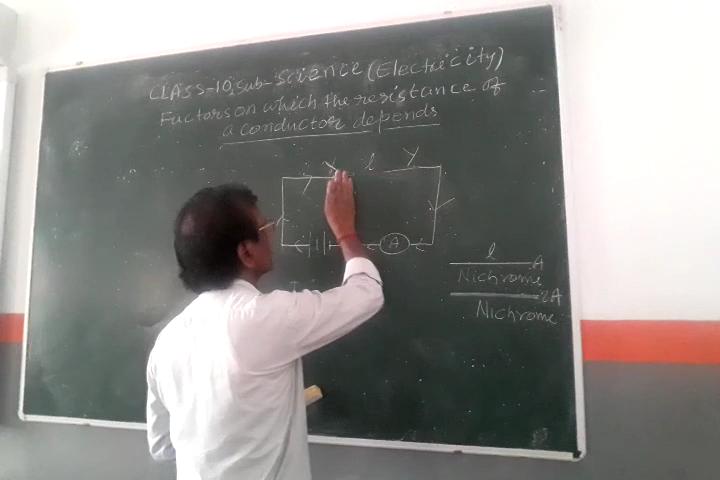 CLASS-10, Sub- Science (Electricity)
Factors on which the resistance of
a conductor depends
X l Y
A
l A
Nichrome
2A
Nichrome